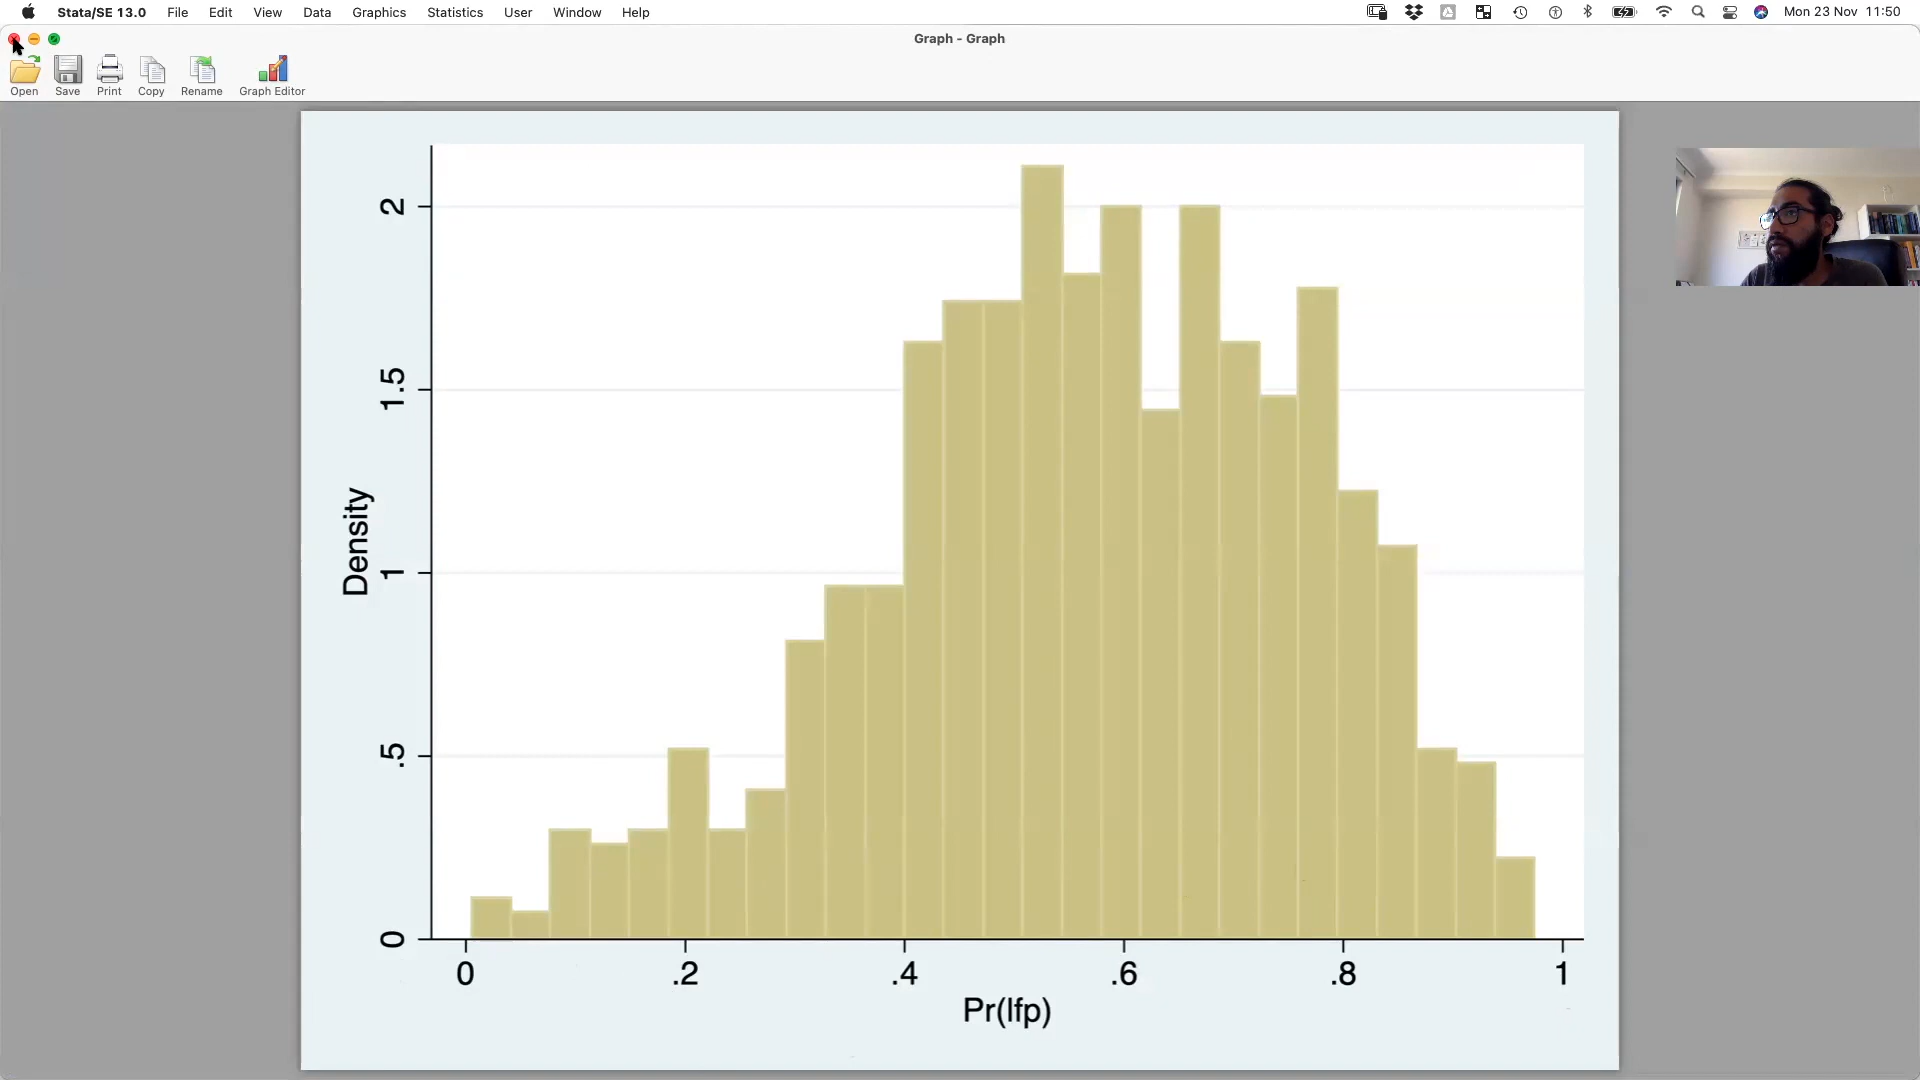 Stata/SE 13.0 File Edit View Data Graphics Statistics User Window Help Mon 23 Nov 11:50
Graph - Graph
Open Save Print Copy Rename Graph Editor
2
1.5
1
.5
0
Density
0 .2 .4 .6 .8 1
Pr(lfp)